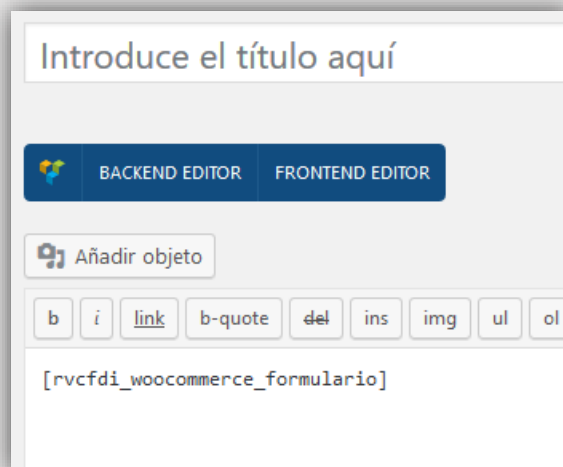 Introduce el título aquí
BACKEND EDITOR FRONTEND EDITOR
Añadir objeto
b i link b-quote del ins img ul ol
[rvcfdi_woocommerce_formulario]